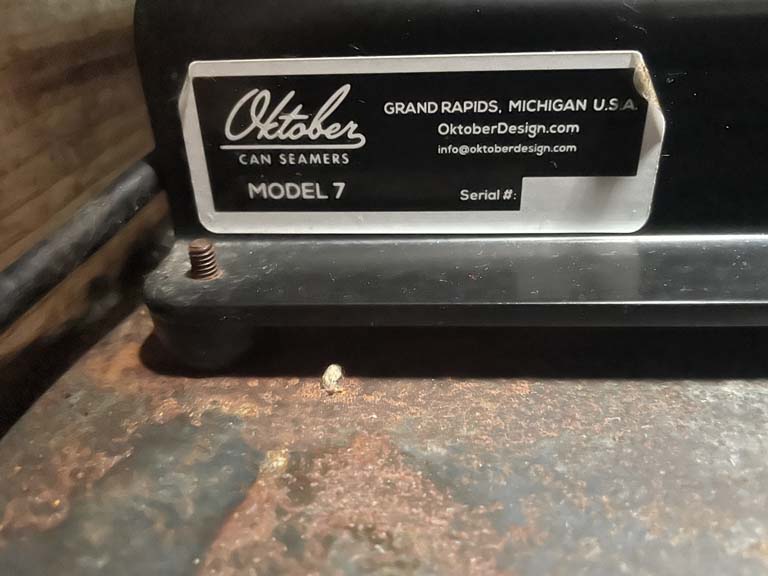 Oktober
CAN SEAMERS
MODEL 7
GRAND RAPIDS, MICHIGAN U.S.A.
OktoberDesign.com
info@oktoberdesign.com
Serial #: